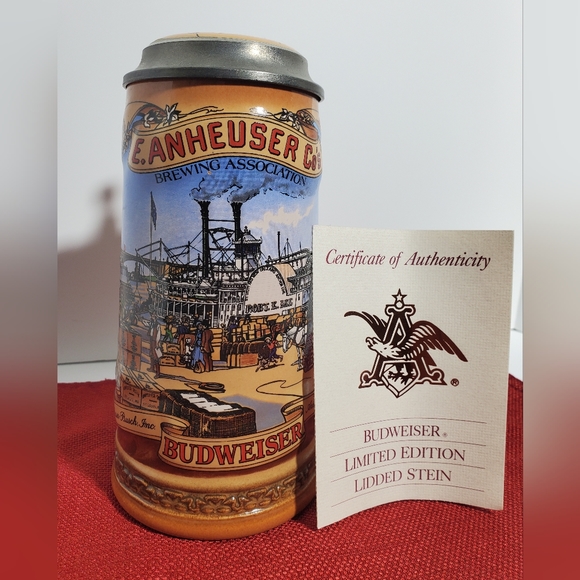 E. ANHEUSER Co's
BREWING ASSOCIATION
ROBT. E. LEE
Busch Inc.
BUDWEISER
Certificate of Authenticity
A
®
BUDWEISER®
LIMITED EDITION
LIDDED STEIN